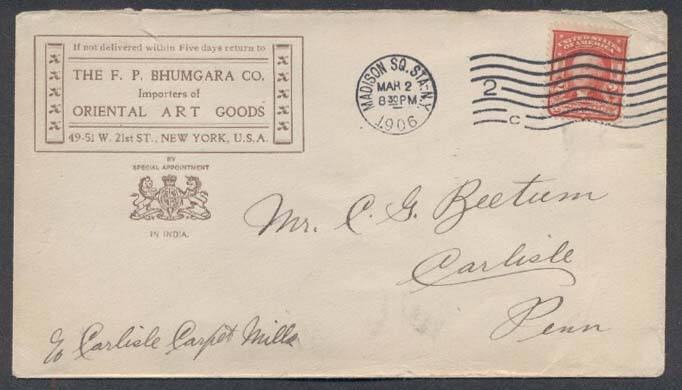 If not delivered within Five days return to
THE F. P. BHUMGARA CO.
Importers of
ORIENTAL ART GOODS
49-51 W. 21st ST., NEW YORK, U.S.A.
BY
SPECIAL APPOINTMENT
IN INDIA.
MADISON SQ. STA-N.Y.
MAR 2
8 30 PM
1906
2
C
UNITED STATES
OF AMERICA
Mr. C. G. Beetem
Carlisle
Penn
c/o Carlisle Carpet Mills